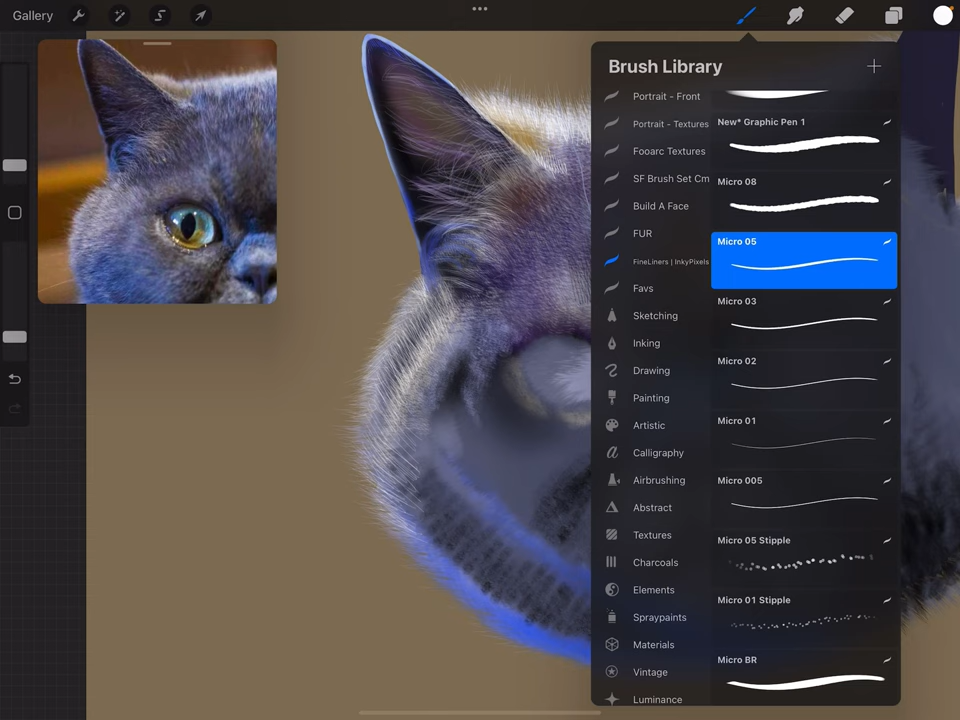 Gallery
Brush Library
Portrait - Front
Portrait - Textures
Fooarc Textures
SF Brush Set Cm
Build A Face
FUR
FineLiners | InkyPixels
Favs
Sketching
Inking
Drawing
Painting
Artistic
Calligraphy
Airbrushing
Abstract
Textures
Charcoals
Elements
Spraypaints
Materials
Vintage
Luminance
New* Graphic Pen 1
Micro 08
Micro 05
Micro 03
Micro 02
Micro 01
Micro 005
Micro 05 Stipple
Micro 01 Stipple
Micro BR